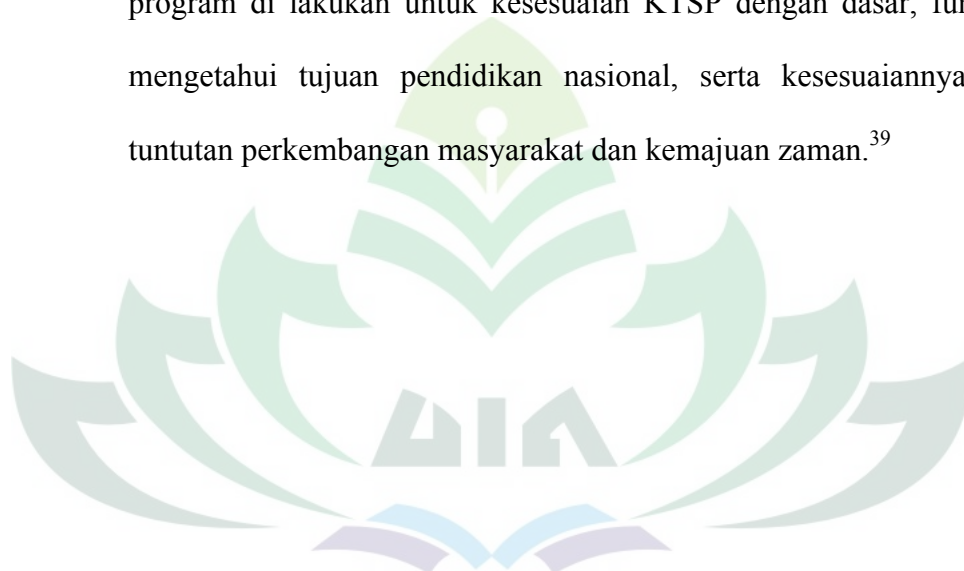 program di lakukan untuk kesesuaian KTSP dengan dasar,
mengetahui tujuan pendidikan nasional, serta kesesuaiannya
tuntutan perkembangan masyarakat dan kemajuan zaman.39
UIN